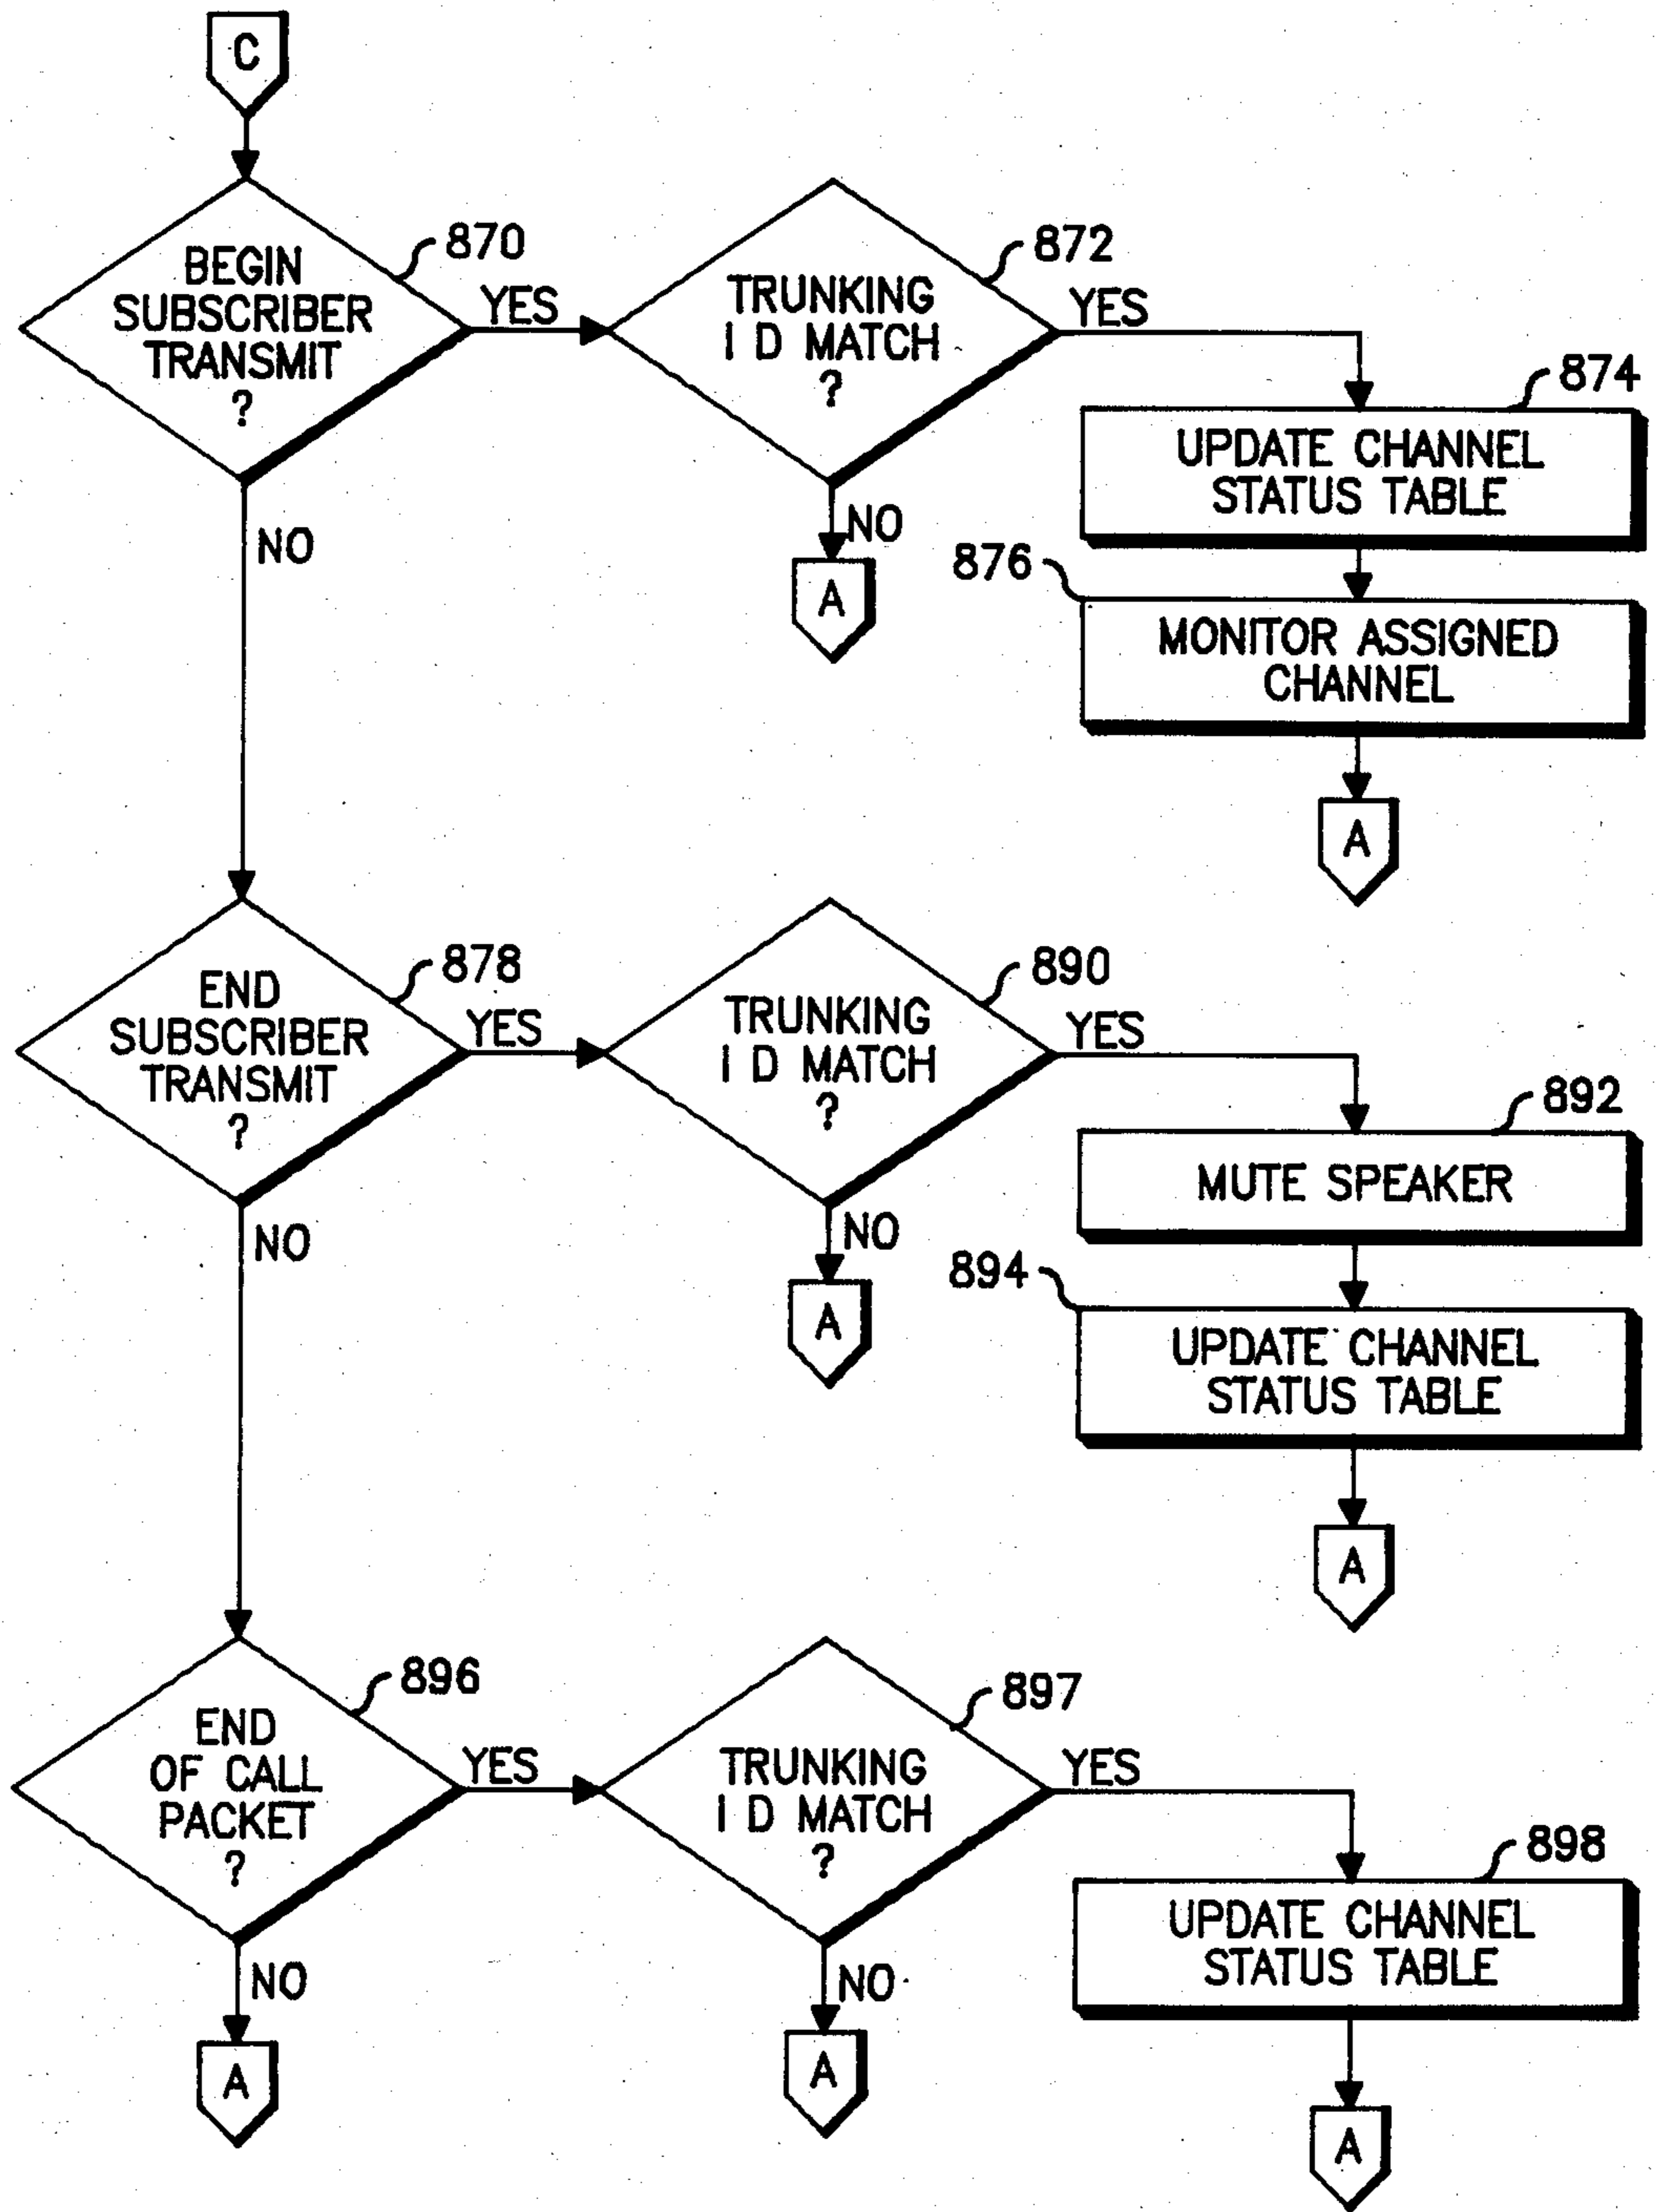 C
BEGIN
SUBSCRIBER
TRANSMIT
?
870
YES
NO
TRUNKING
I D MATCH
?
872
YES
NO
A
874
UPDATE CHANNEL
STATUS TABLE
876
MONITOR ASSIGNED
CHANNEL
A
END
SUBSCRIBER
TRANSMIT
?
878
YES
NO
TRUNKING
I D MATCH
?
890
YES
NO
A
892
MUTE SPEAKER
894
UPDATE CHANNEL
STATUS TABLE
A
END
OF CALL
PACKET
?
896
YES
NO
A
TRUNKING
I D MATCH
?
897
YES
NO
A
898
UPDATE CHANNEL
STATUS TABLE
A